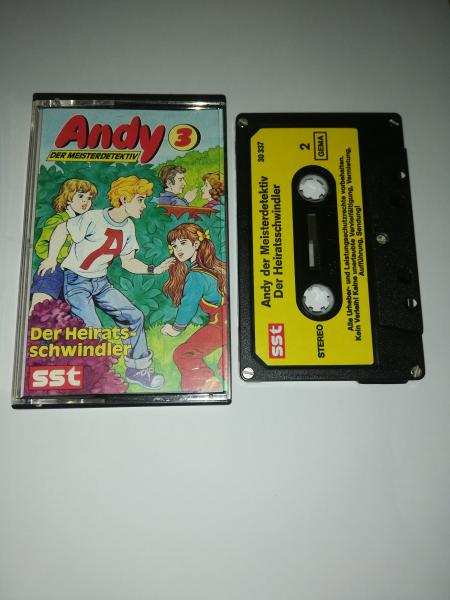 Andy 3
DER MEISTERDETEKTIV
A
Der Heirats-
schwindler
sst
30 337
2
GEMA
Andy der Meisterdetektiv
Der Heiratsschwindler
sst
STEREO
Alle Urheber- und Leistungsschutzrechte vorbehalten.
Kein Verleih! Keine unerlaubte Vervielfältigung, Vermietung,
Aufführung, Sendung!